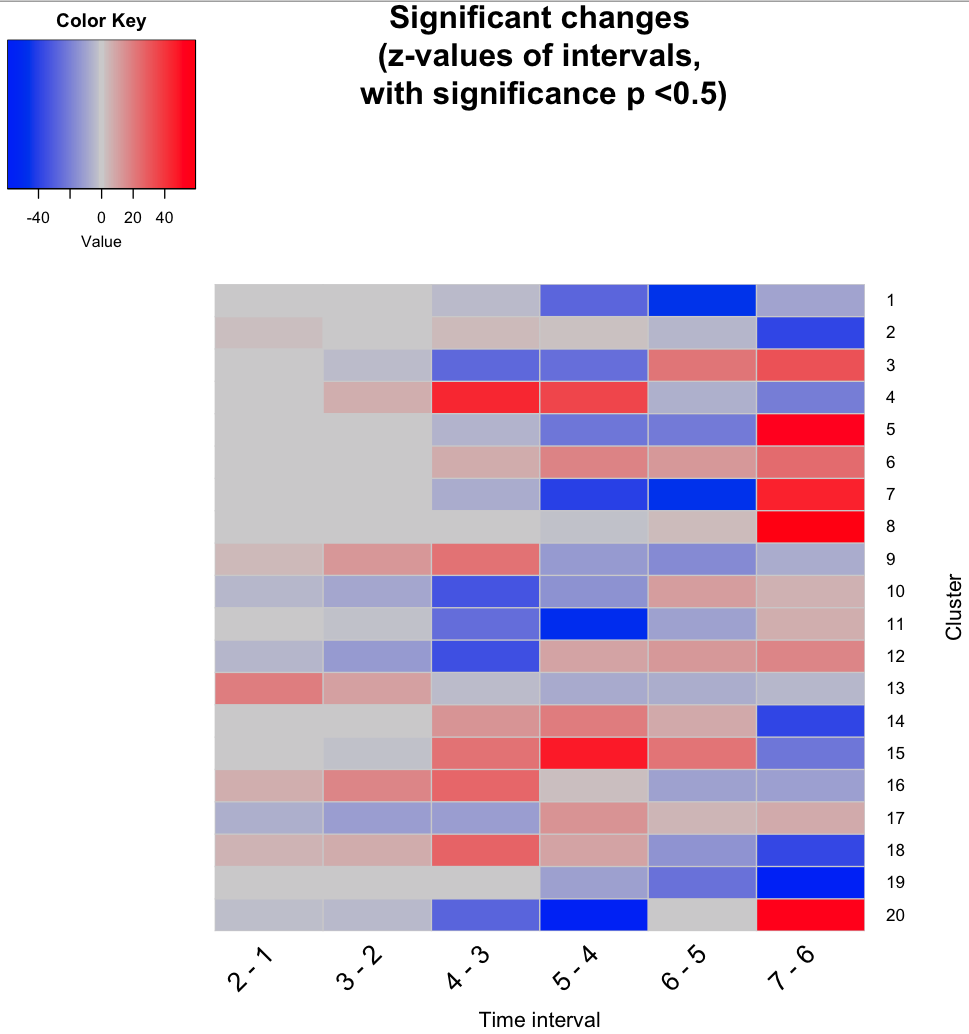 Color Key
-40 0 20 40
Value
Significant changes
(z-values of intervals,
with significance p <0.5)
1
2
3
4
5
6
7
8
9
10
11
12
13
14
15
16
17
18
19
20
Cluster
2 - 1 3 - 2 4 - 3 5 - 4 6 - 5 7 - 6
Time interval